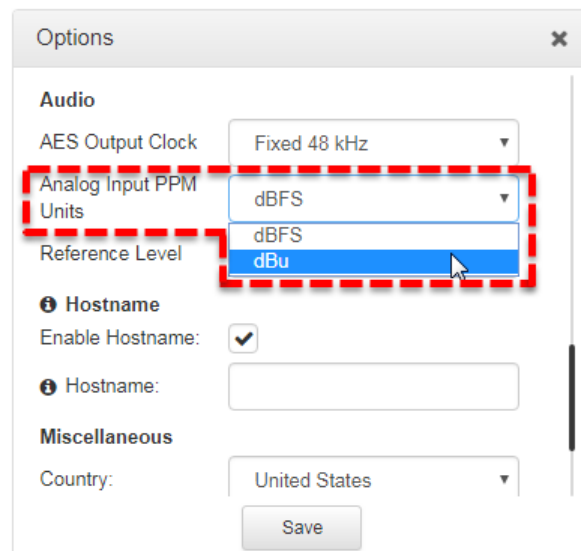 Options
Audio
AES Output Clock Fixed 48 kHz
Analog Input PPM
Units dBFS
dBFS
Reference Level dBu
Hostname
Enable Hostname:
Hostname:
Miscellaneous
Country: United States
Save